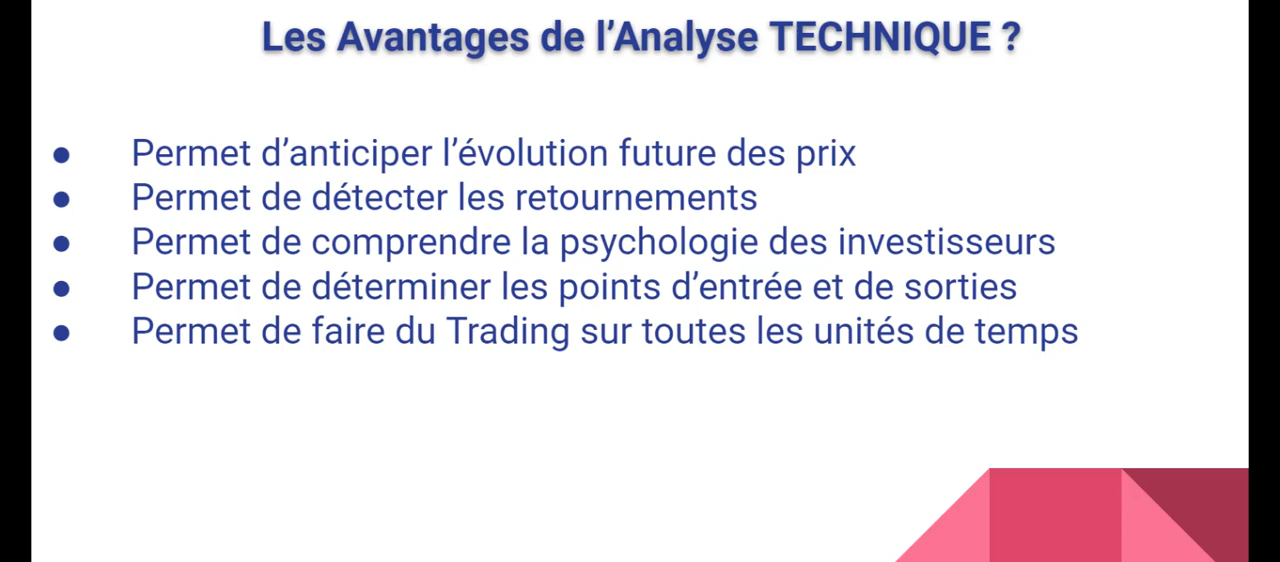 Les Avantages de l’Analyse TECHNIQUE ?
● Permet d’anticiper l’évolution future des prix
● Permet de détecter les retournements
● Permet de comprendre la psychologie des investisseurs
● Permet de déterminer les points d’entrée et de sorties
● Permet de faire du Trading sur toutes les unités de temps